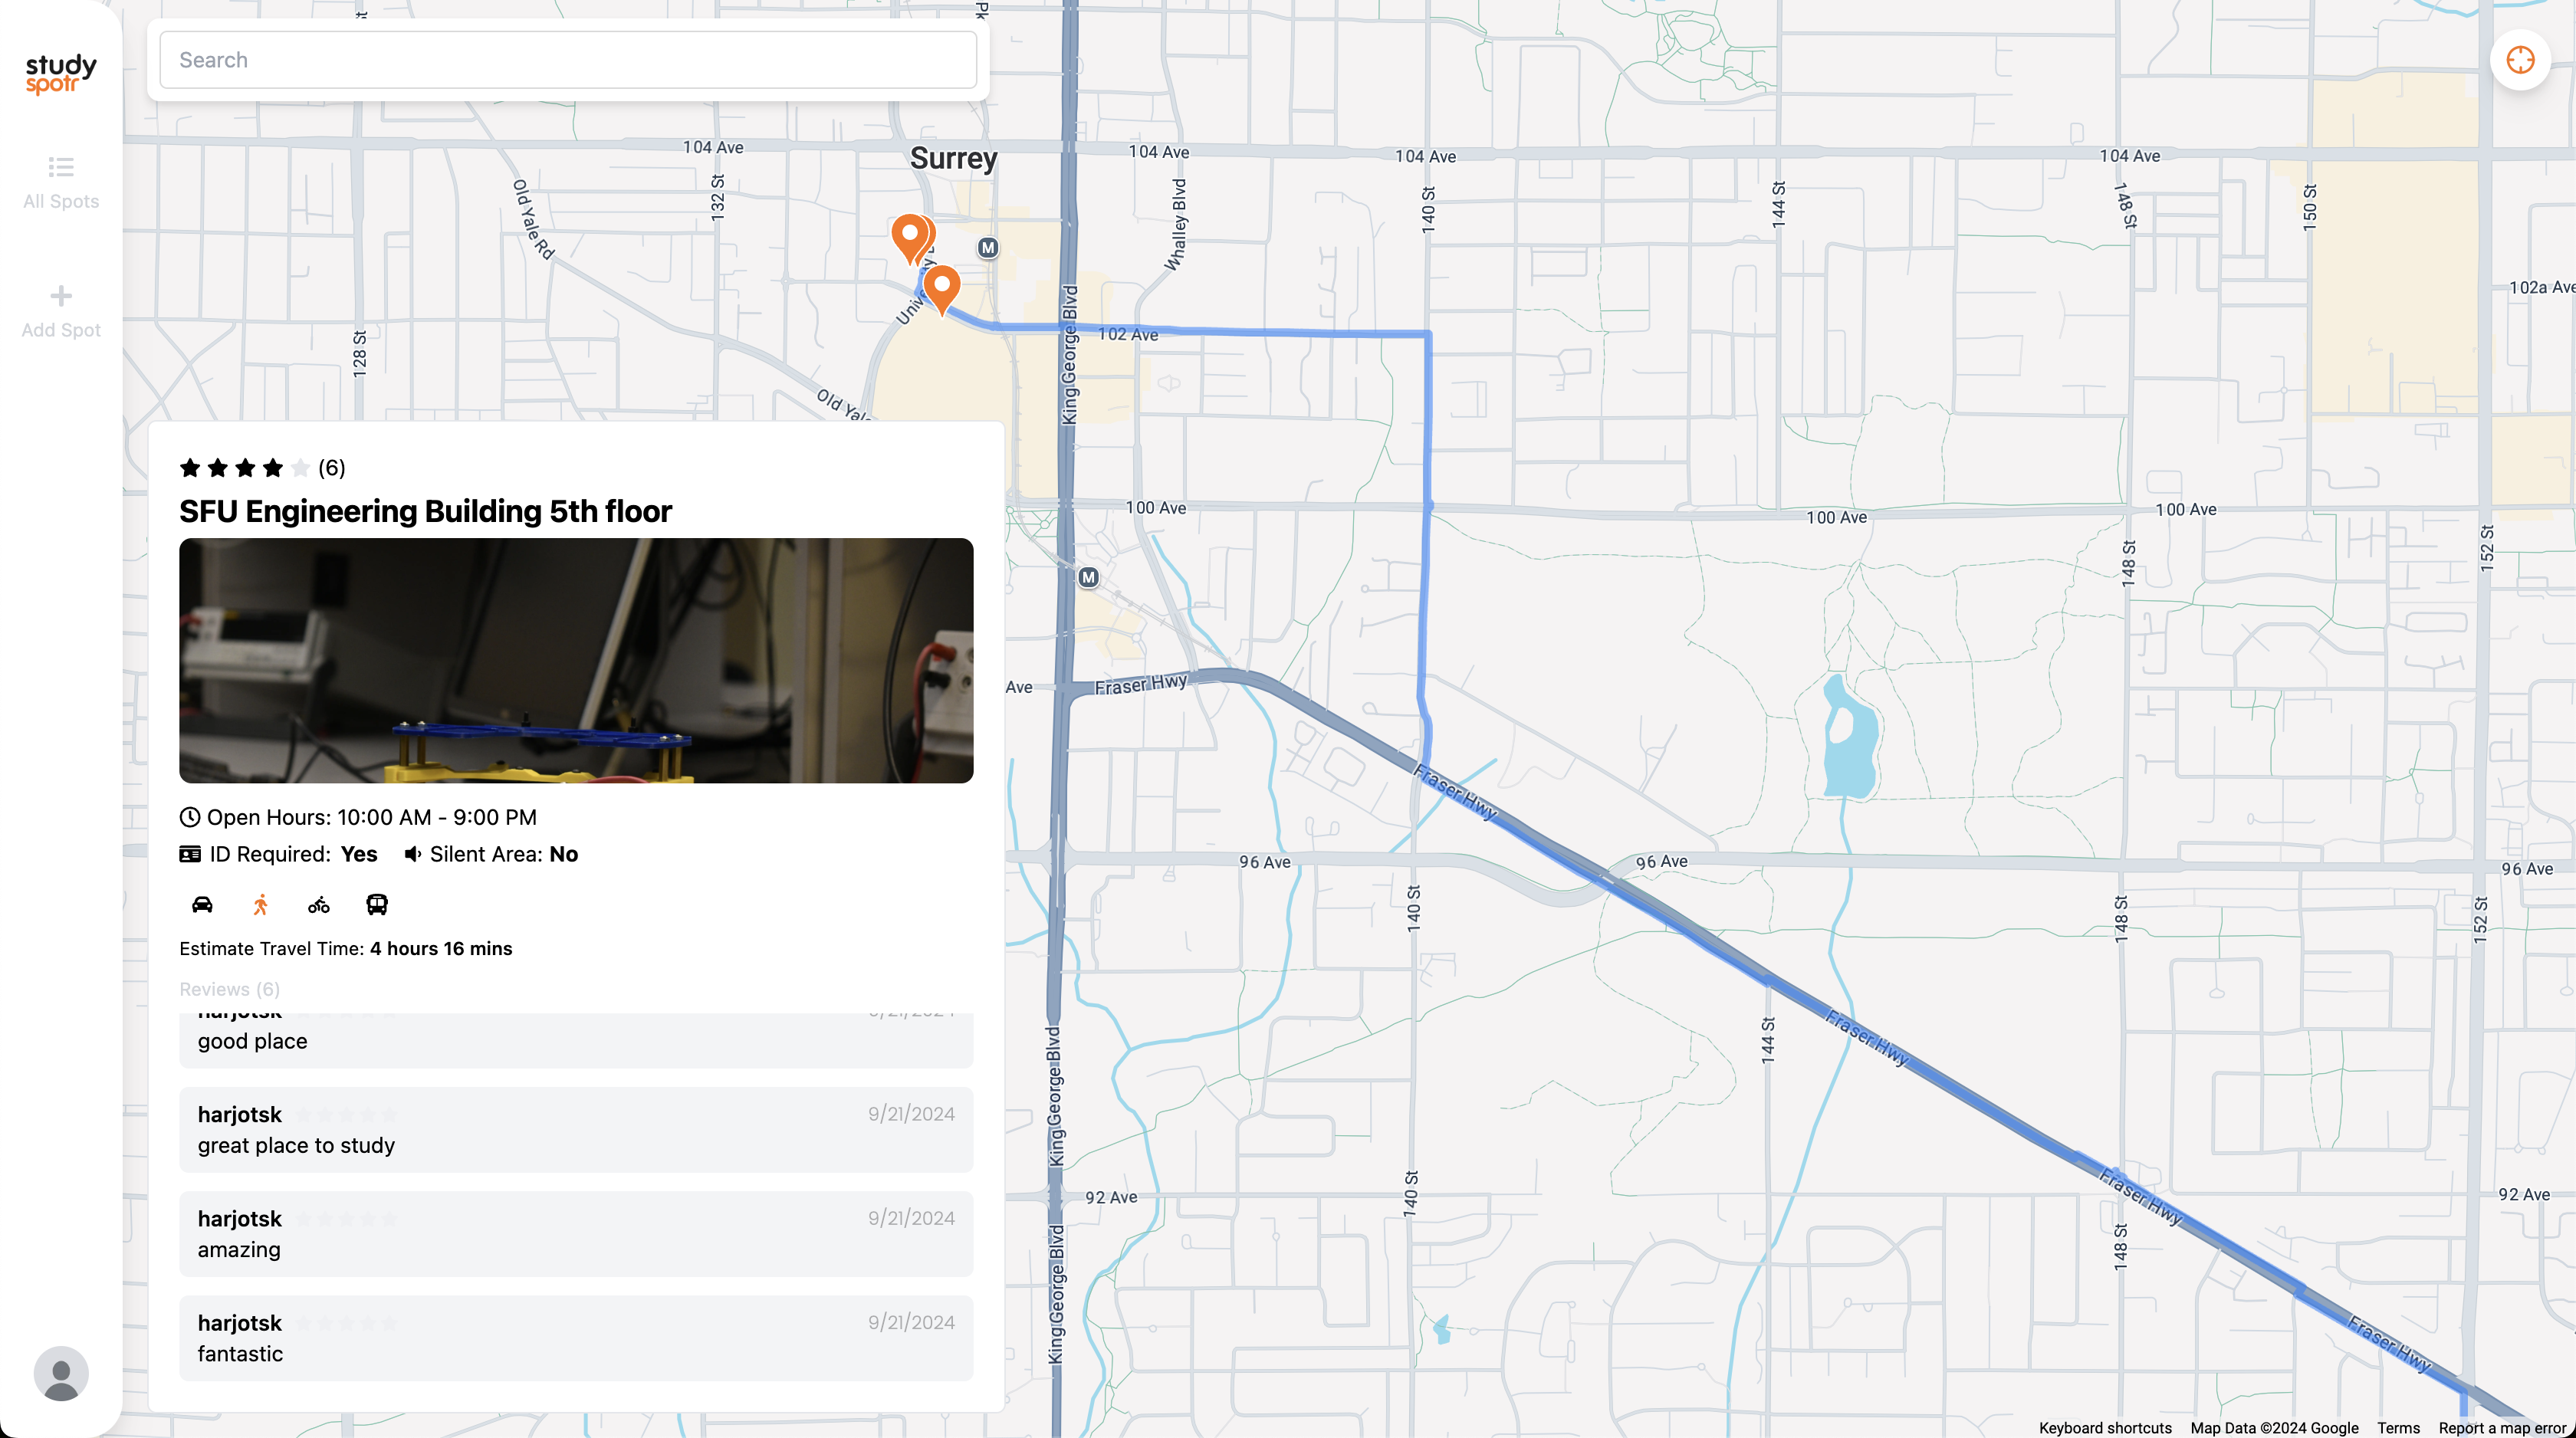 study
spotr
All Spots
Add Spot
Search
(6)
SFU Engineering Building 5th floor
Open Hours: 10:00 AM - 9:00 PM
ID Required: Yes Silent Area: No
Estimate Travel Time: 4 hours 16 mins
Reviews (6)
harjotsk 9/21/2024
good place
harjotsk 9/21/2024
great place to study
harjotsk 9/21/2024
amazing
harjotsk 9/21/2024
fantastic
104 Ave
Surrey
104 Ave
104 Ave
104 Ave
Old Yale Rd
132 St
Whalley Blvd
140 St
144 St
148 St
150 St
M
102a Ave
128 St
King George Blvd
102 Ave
100 Ave
100 Ave
100 Ave
152 St
148 St
M
Ave
Fraser Hwy
Fraser Hwy
96 Ave
96 Ave
96 Ave
140 St
148 St
152 St
King George Blvd
144 St
Fraser Hwy
92 Ave
140 St
Fraser Hwy
92 Ave
148 St
King George Blvd
Fraser Hwy
Keyboard shortcuts Map Data ©2024 Google Terms Report a map error